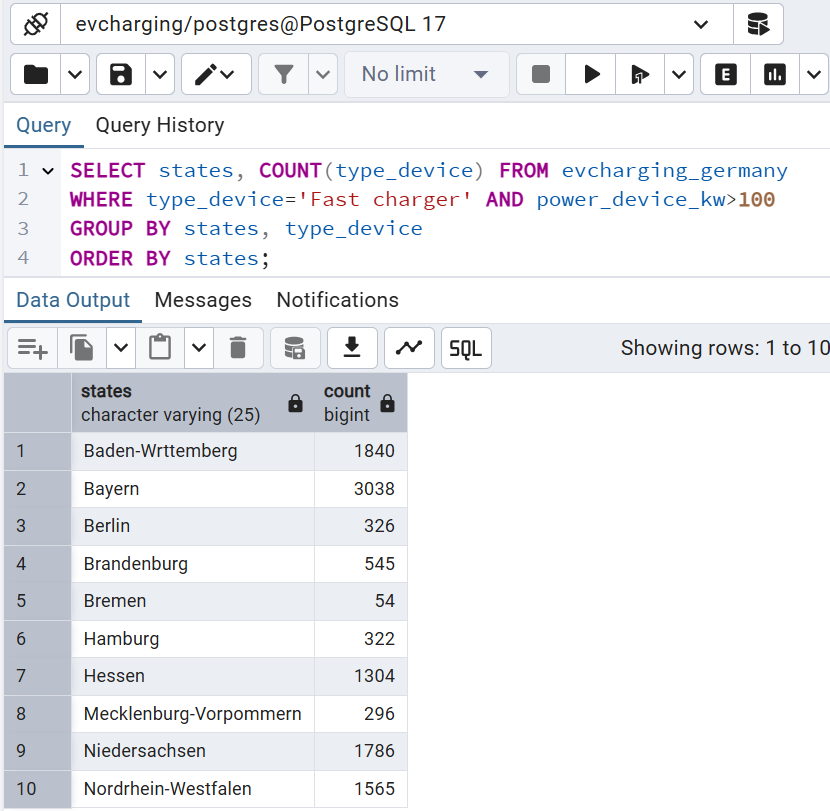 evcharging/postgres@PostgreSQL 17
No limit
E
Query Query History
1 SELECT states, COUNT(type_device) FROM evcharging_germany
2 WHERE type_device='Fast charger' AND power_device_kw>100
3 GROUP BY states, type_device
4 ORDER BY states;
Data Output Messages Notifications
SQL Showing rows: 1 to 10
states count
character varying (25) bigint
1 Baden-Wrttemberg 1840
2 Bayern 3038
3 Berlin 326
4 Brandenburg 545
5 Bremen 54
6 Hamburg 322
7 Hessen 1304
8 Mecklenburg-Vorpommern 296
9 Niedersachsen 1786
10 Nordrhein-Westfalen 1565